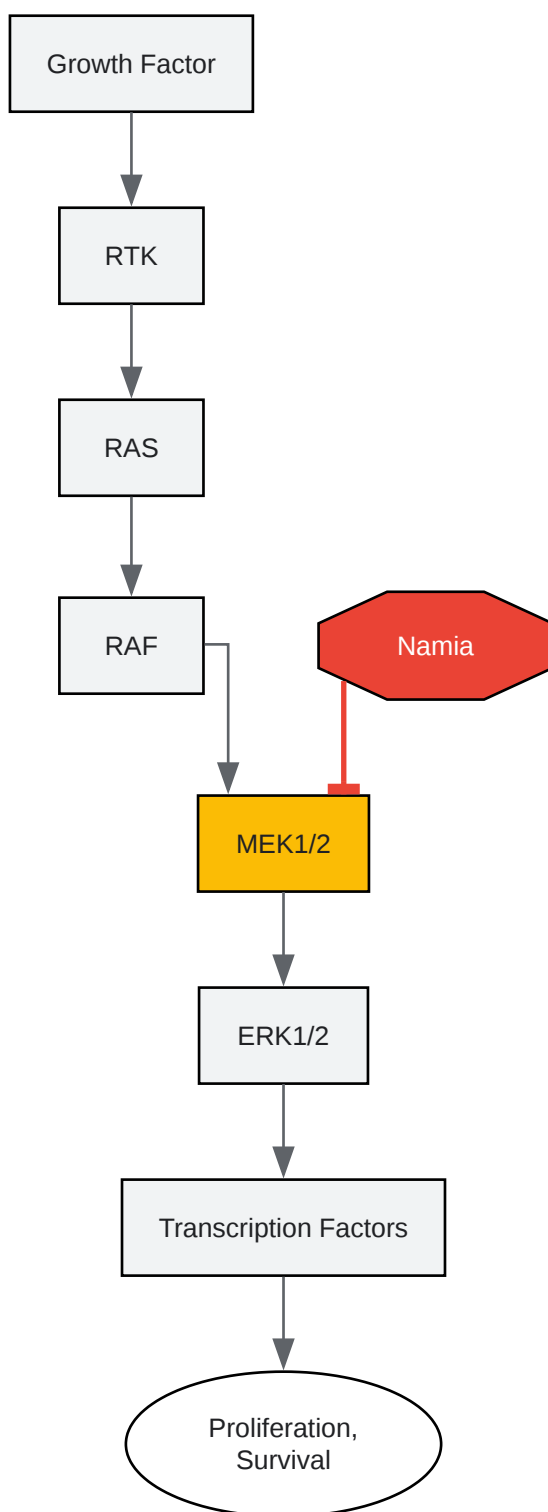 Growth Factor
RTK
RAS
RAF
Namia
MEK1/2
ERK1/2
Transcription Factors
Proliferation,
Survival